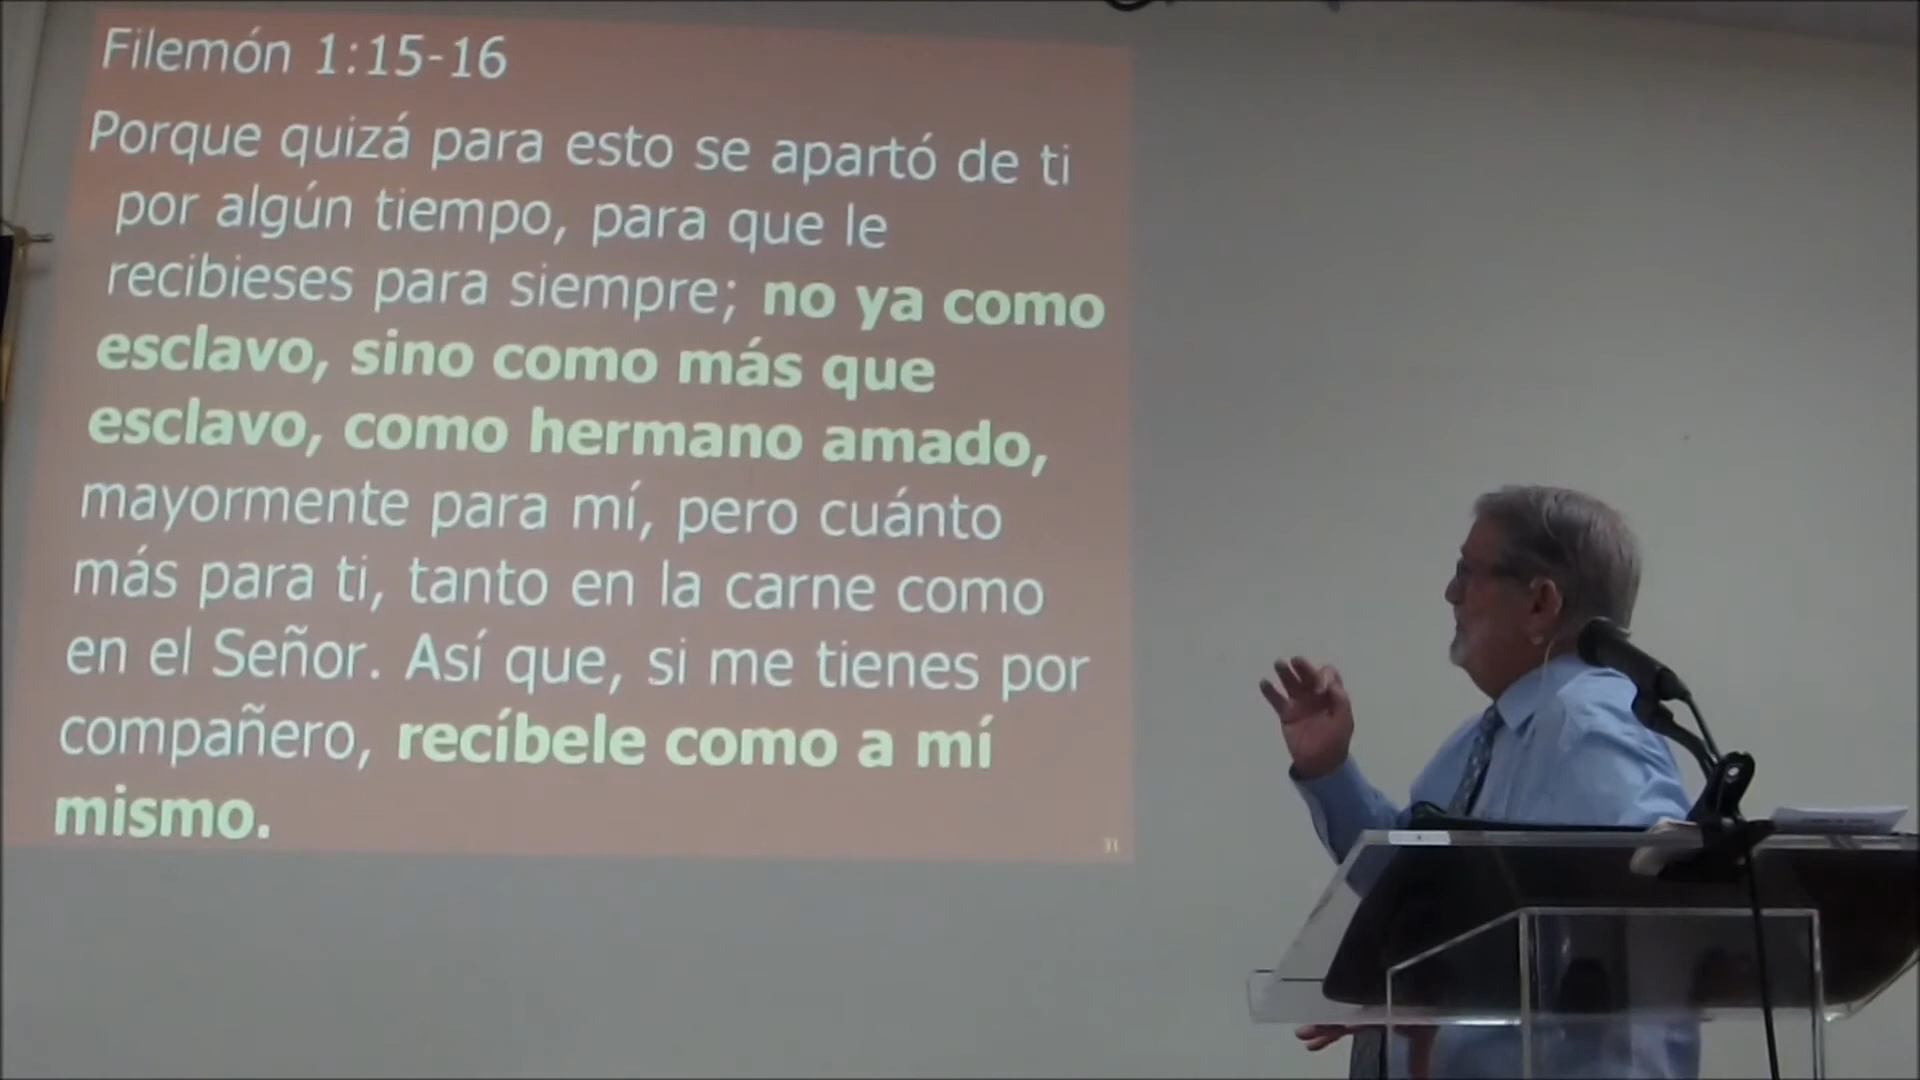 Filemón 1:15-16
Porque quizá para esto se apartó de ti
por algún tiempo, para que le
recibieses para siempre; no ya como
esclavo, sino como más que
esclavo, como hermano amado,
mayormente para mí, pero cuánto
más para ti, tanto en la carne como
en el Señor. Así que, si me tienes por
compañero, recíbele como a mí
mismo.
31